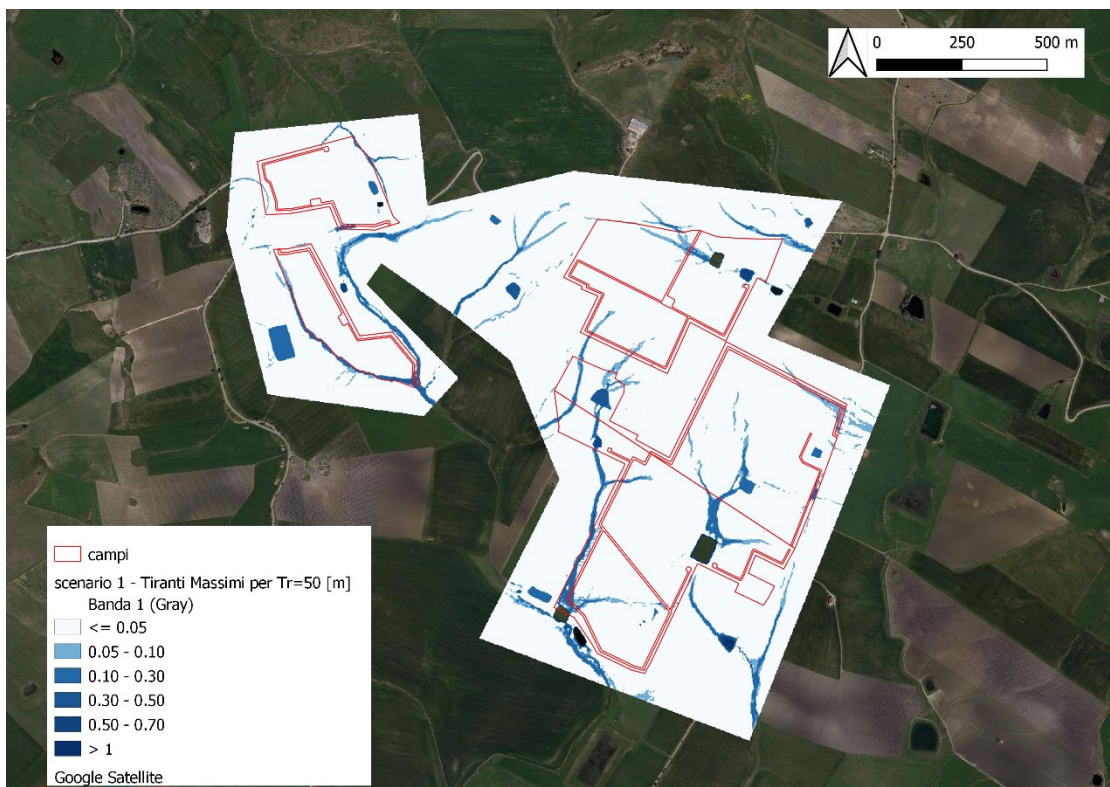 0 250 500 m
campi
scenario 1 - Tiranti Massimi per Tr=50 [m]
Banda 1 (Gray)
<= 0.05
0.05 - 0.10
0.10 - 0.30
0.30 - 0.50
0.50 - 0.70
> 1
Google Satellite